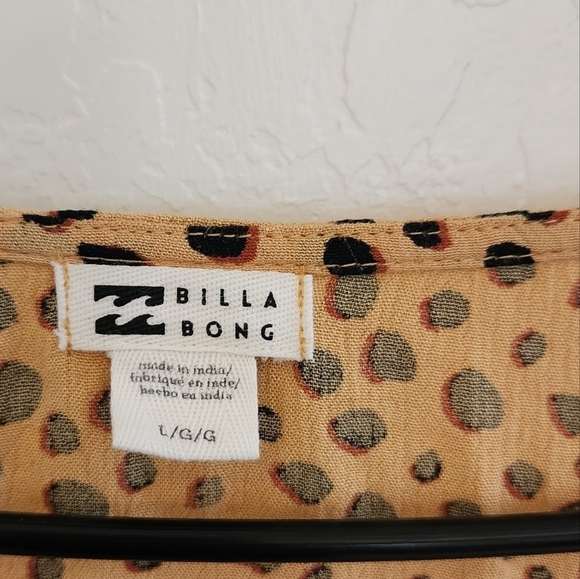 BILLA
BONG
made in india/
fabriqué en inde/
hecho en india
L/G/G